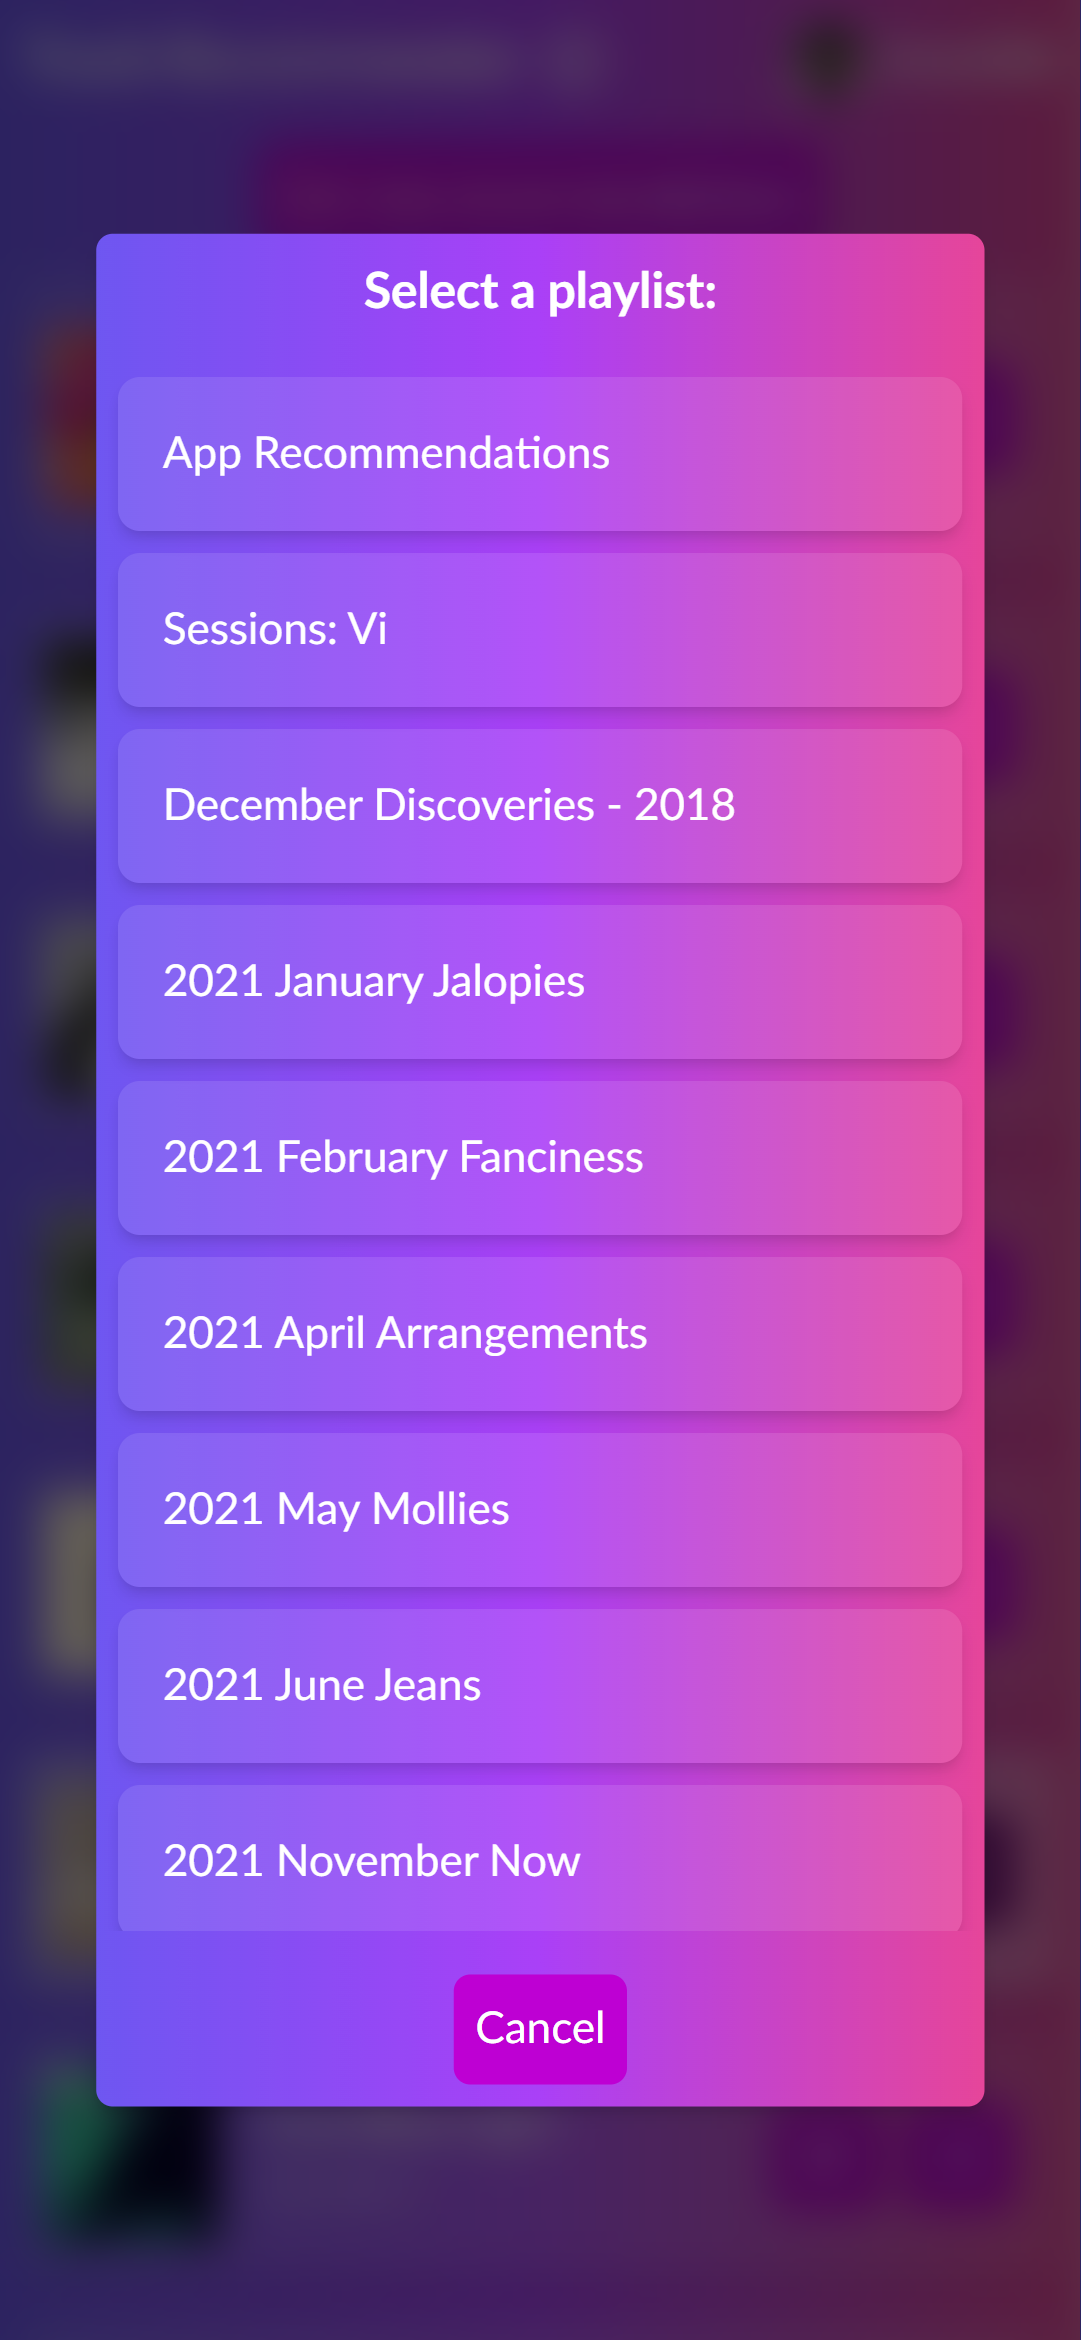 Select a playlist:
App Recommendations
Sessions: Vi
December Discoveries - 2018
2021 January Jalopies
2021 February Fanciness
2021 April Arrangements
2021 May Mollies
2021 June Jeans
2021 November Now
Cancel